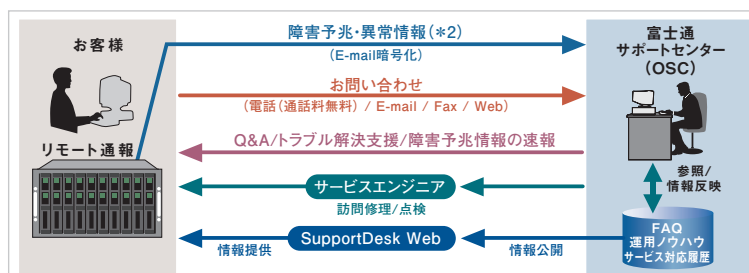 お客様
障害予兆・異常情報(*2)
(E-mail暗号化)
富士通
サポートセンター
(OSC)
お問い合わせ
(電話(通話料無料) / E-mail / Fax / Web)
リモート通報
Q&A/トラブル解決支援/障害予兆情報の速報
サービスエンジニア
訪問修理/点検
参照/
情報反映
SupportDesk Web
情報提供
情報公開
FAQ
運用ノウハウ
サービス対応履歴